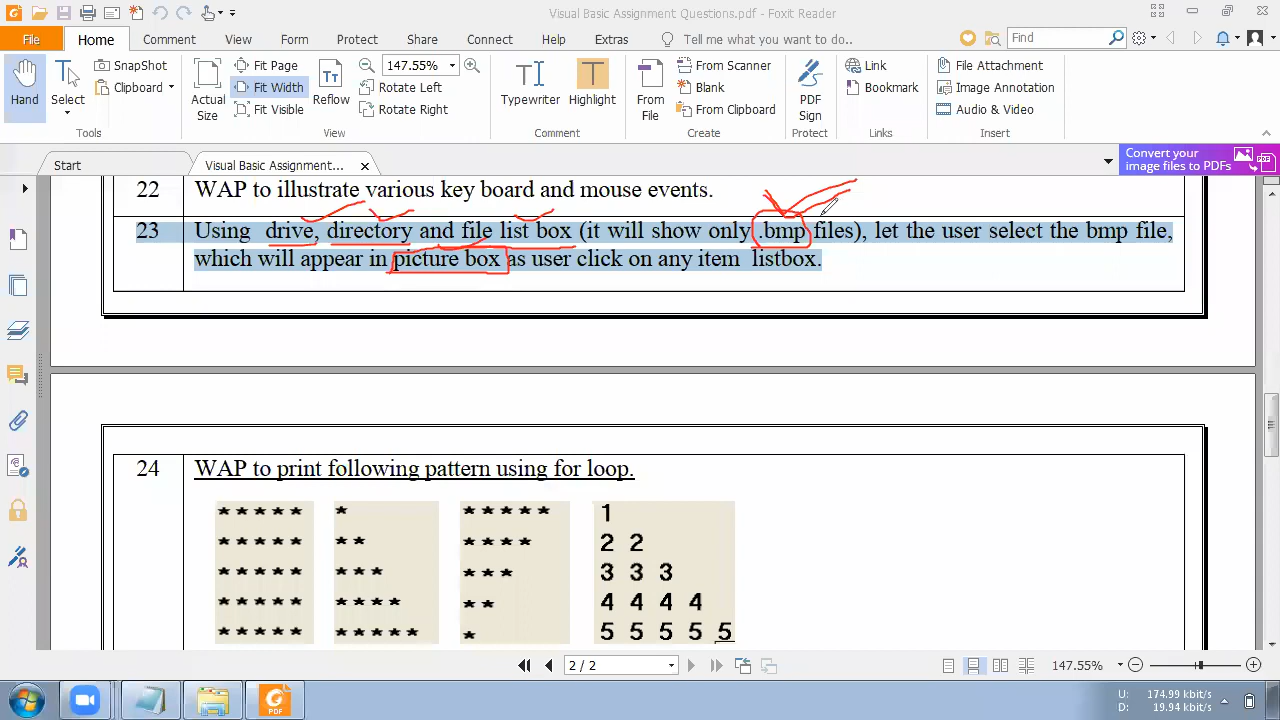 Visual Basic Assignment Questions.pdf - Foxit Reader
File Home Comment View Form Protect Share Connect Help Extras Tell me what you want to do.. Find
Hand
Select
SnapShot
Clipboard
Tools
Actual Size
Fit Page
Fit Width
Fit Visible
Reflow
147.55%
Rotate Left
Rotate Right
View
Typewriter
Highlight
Comment
From File
From Scanner
Blank
From Clipboard
Create
PDF Sign
Protect
Link
Bookmark
Links
File Attachment
Image Annotation
Audio & Video
Insert
Start
Visual Basic Assignment...
Convert your image files to PDFs
22 WAP to illustrate various key board and mouse events.
23 Using drive, directory and file list box (it will show only .bmp files), let the user select the bmp file,
which will appear in picture box as user click on any item listbox.
24 WAP to print following pattern using for loop.
* * * * * * * * * * * 1
* * * * * * * * * * * 2 2
* * * * * * * * * * * 3 3 3
* * * * * * * * * * * 4 4 4 4
* * * * * * * * * * * 5 5 5 5 5
2 / 2
147.55%
PDF
U: 174.99 kbit/s
D: 19.94 kbit/s